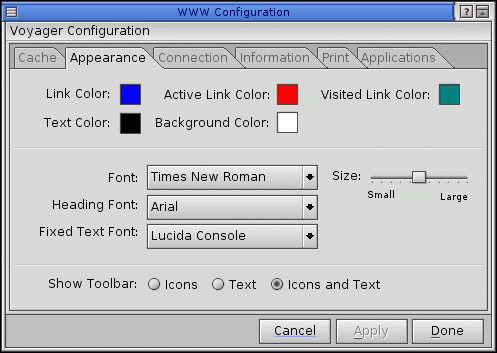 WWW Configuration ?
Voyager Configuration
Cache Appearance Connection Information Print Applications
Link Color: Active Link Color: Visited Link Color:
Text Color: Background Color:
Font: Times New Roman Size:
Small Large
Heading Font: Arial
Fixed Text Font: Lucida Console
Show Toolbar: Icons Text Icons and Text
Cancel Apply Done